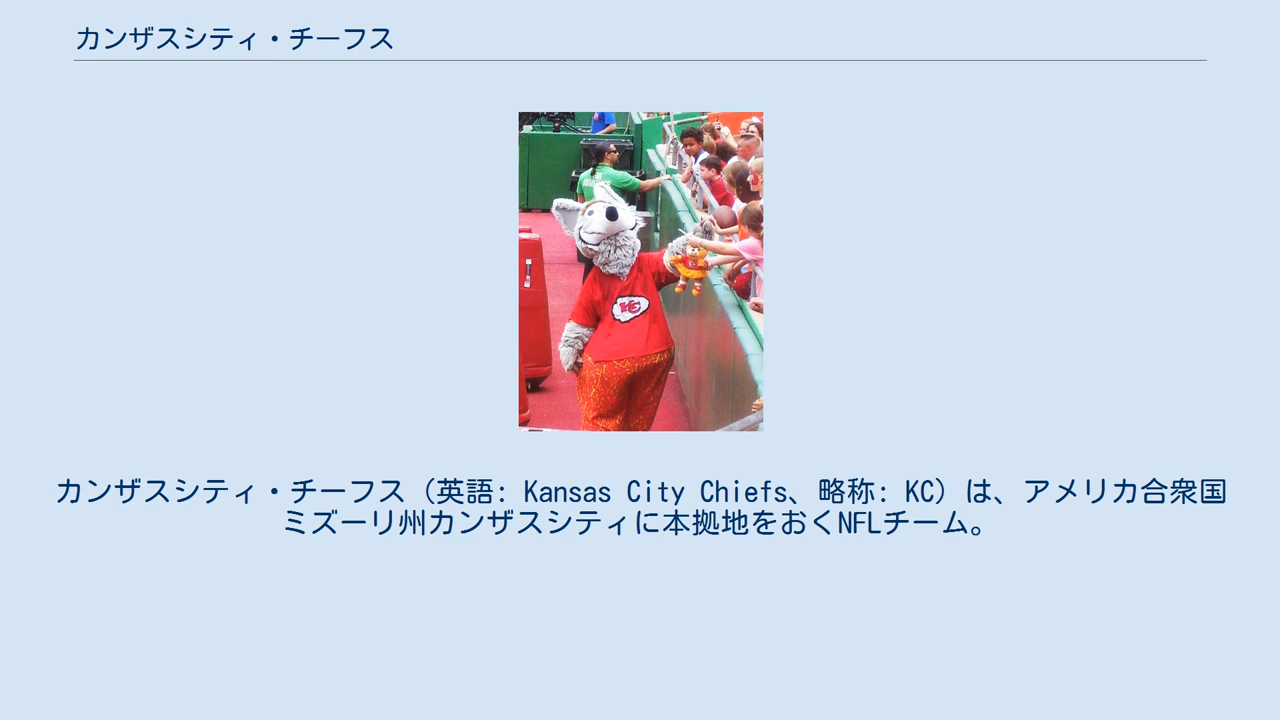 カンザスシティ・チーフス
KC
カンザスシティ・チーフス（英語: Kansas City Chiefs、略称: KC）は、アメリカ合衆国
ミズーリ州カンザスシティに本拠地をおくNFLチーム。